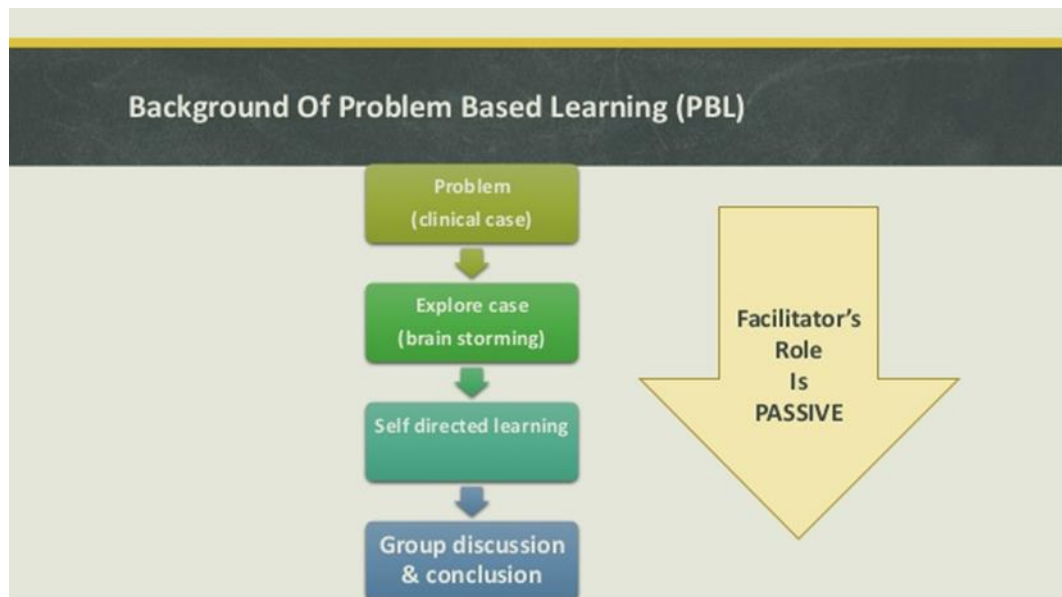 Background Of Problem Based Learning (PBL)
Problem
(clinical case)
Explore case
(brain storming)
Self directed learning
Group discussion
& conclusion
Facilitator's
Role
Is
PASSIVE